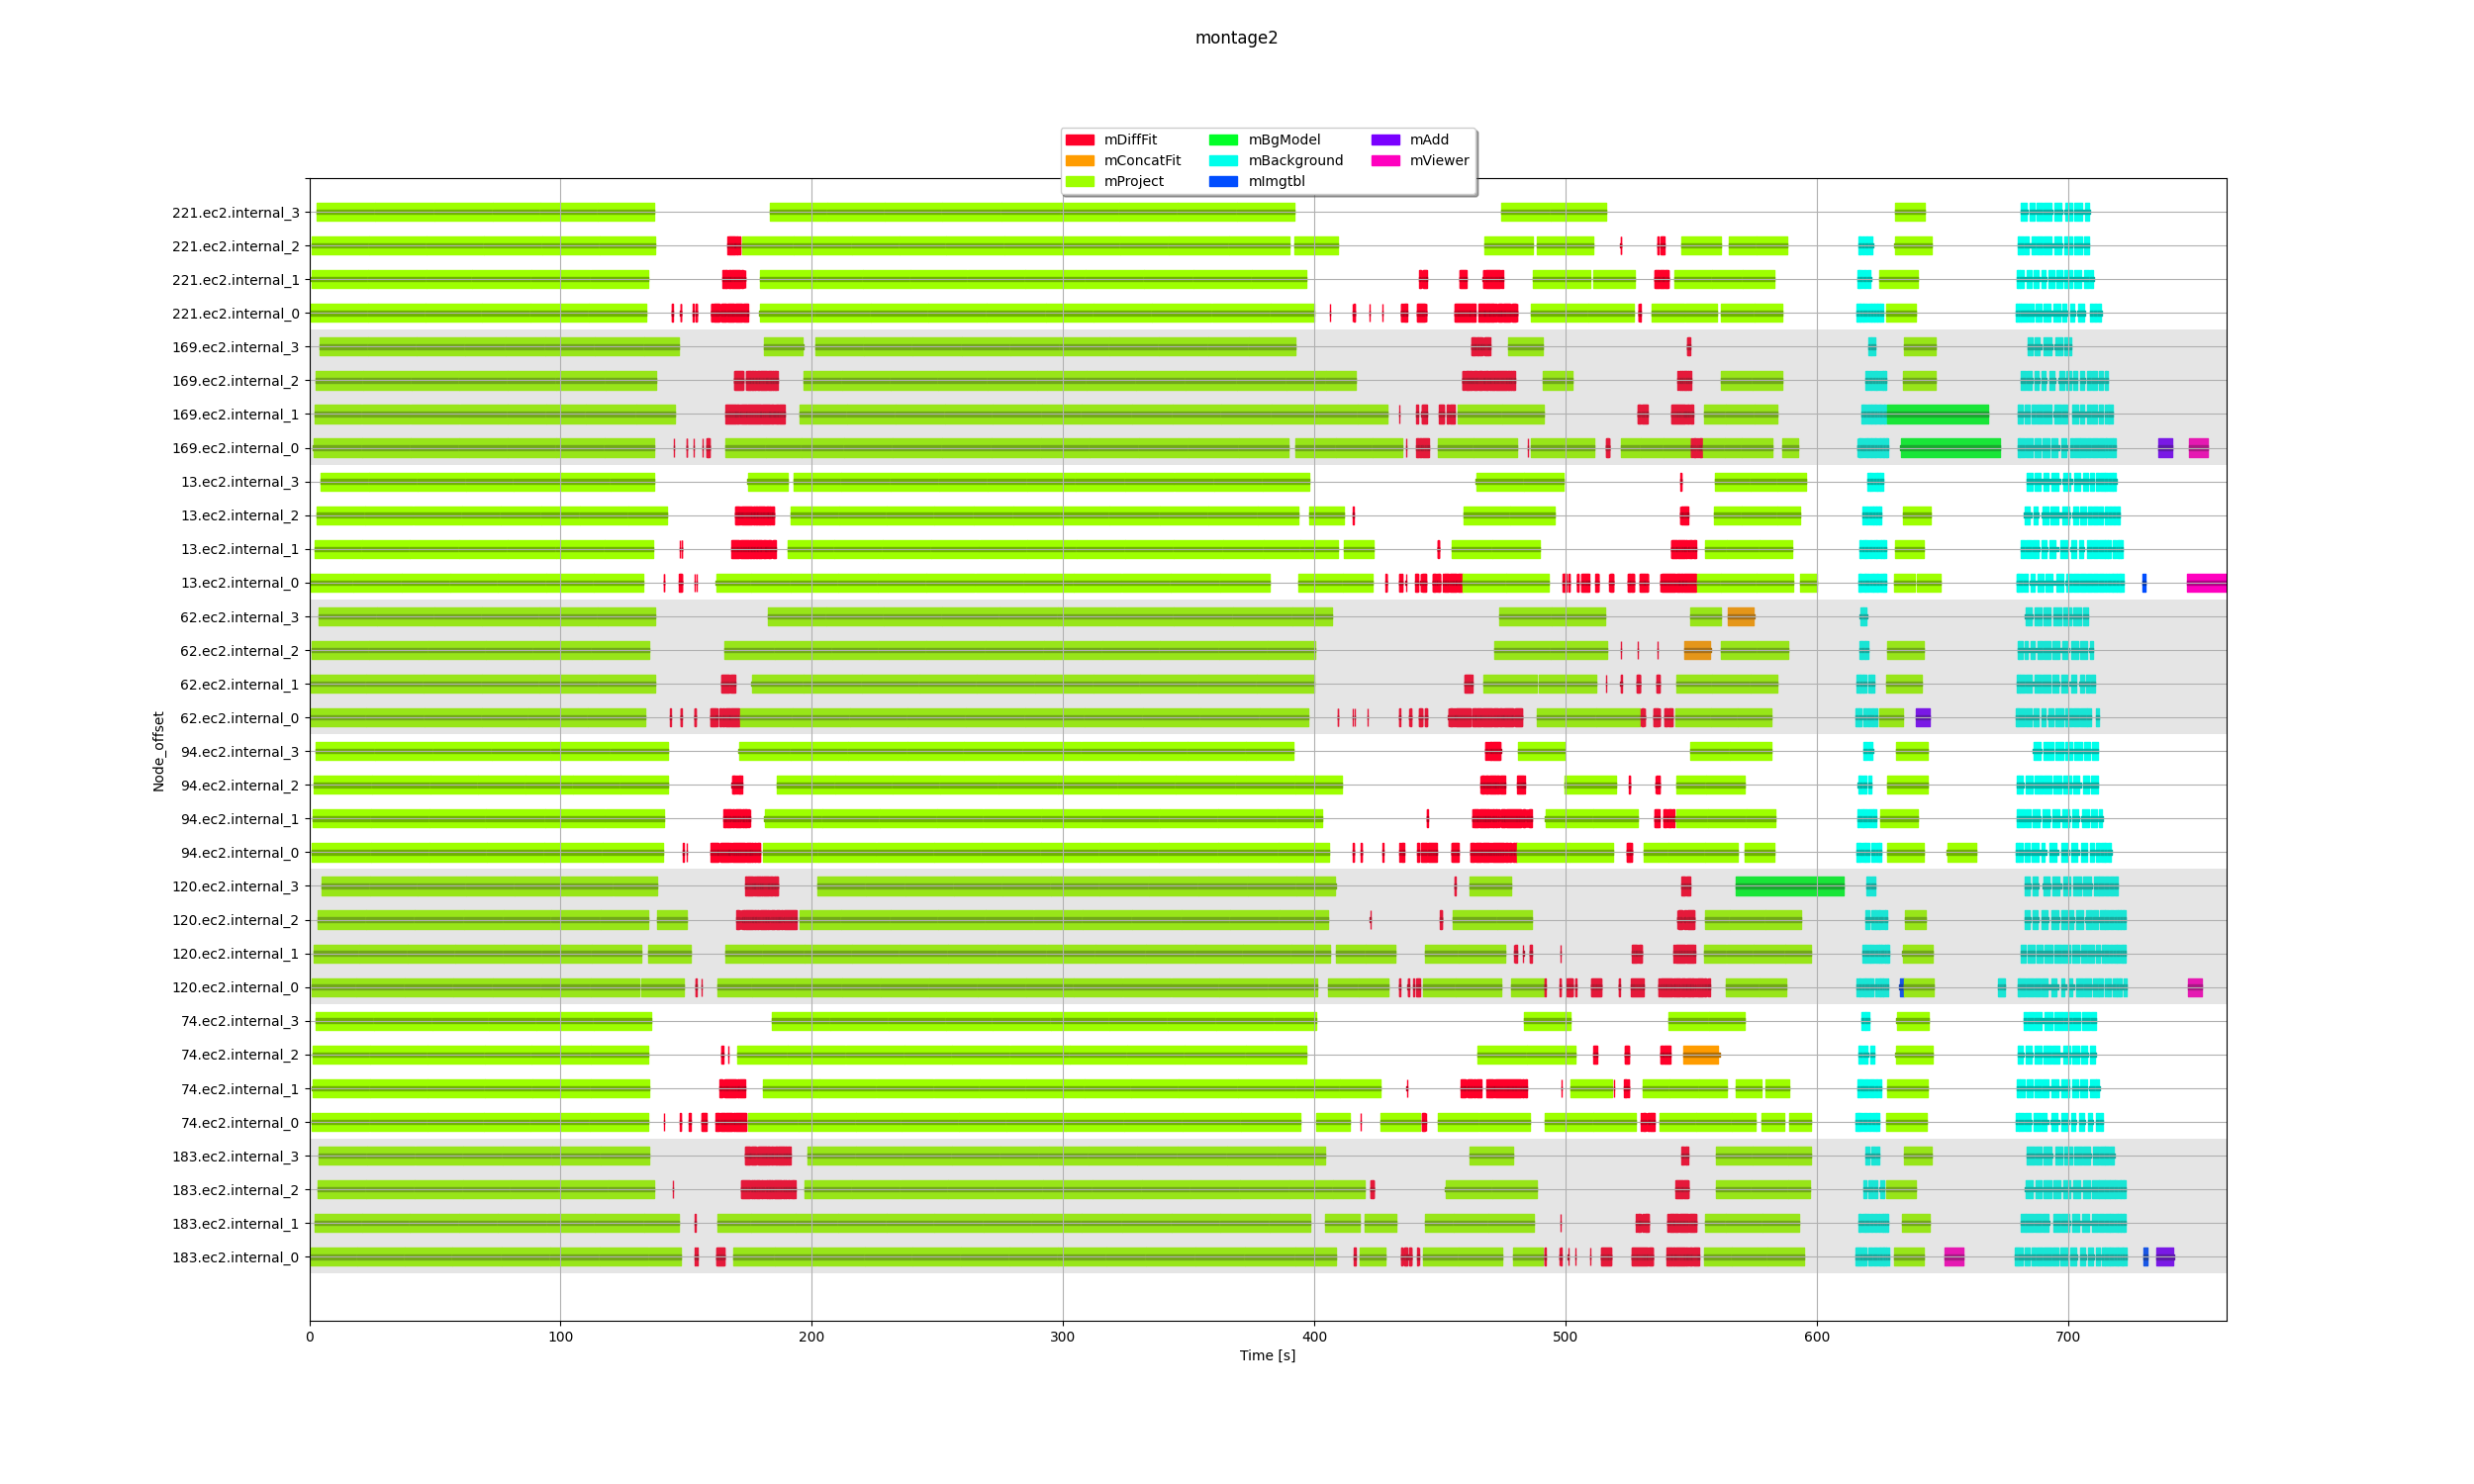 montage2
mDiffFit mBgModel mAdd
mConcatFit mBackground mViewer
mProject mImgtbl
221.ec2.internal_3
221.ec2.internal_2
221.ec2.internal_1
221.ec2.internal_0
169.ec2.internal_3
169.ec2.internal_2
169.ec2.internal_1
169.ec2.internal_0
13.ec2.internal_3
13.ec2.internal_2
13.ec2.internal_1
13.ec2.internal_0
62.ec2.internal_3
62.ec2.internal_2
62.ec2.internal_1
62.ec2.internal_0
94.ec2.internal_3
94.ec2.internal_2
94.ec2.internal_1
94.ec2.internal_0
120.ec2.internal_3
120.ec2.internal_2
120.ec2.internal_1
120.ec2.internal_0
74.ec2.internal_3
74.ec2.internal_2
74.ec2.internal_1
74.ec2.internal_0
183.ec2.internal_3
183.ec2.internal_2
183.ec2.internal_1
183.ec2.internal_0
Node_offset
0 100 200 300 400 500 600 700
Time [s]